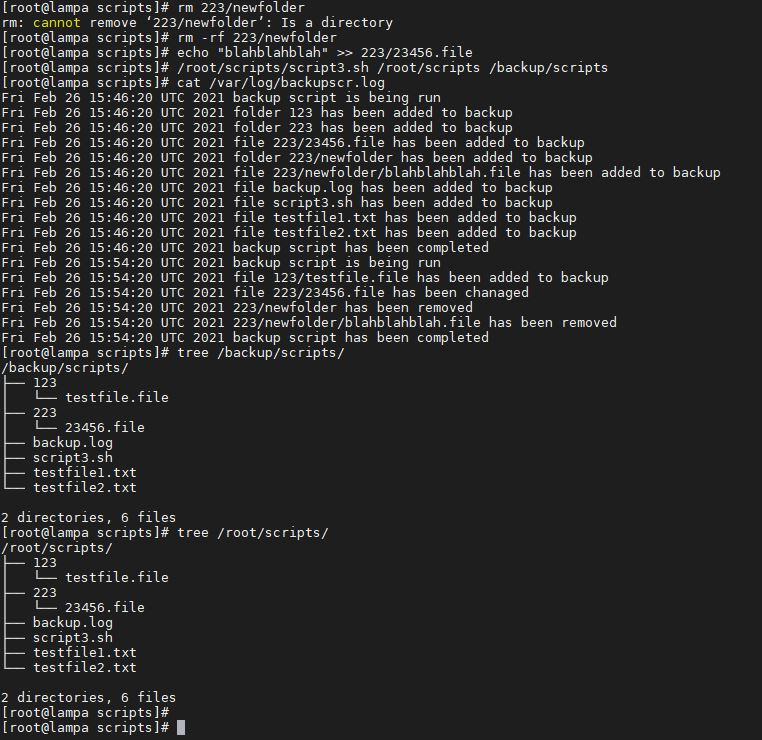 [root@lampa scripts]# rm 223/newfolder
rm: cannot remove ‘223/newfolder’: Is a directory
[root@lampa scripts]# rm -rf 223/newfolder
[root@lampa scripts]# echo "blahblahblah" >> 223/23456.file
[root@lampa scripts]# /root/scripts/script3.sh /root/scripts /backup/scripts
[root@lampa scripts]# cat /var/log/backupscr.log
Fri Feb 26 15:46:20 UTC 2021 backup script is being run
Fri Feb 26 15:46:20 UTC 2021 folder 123 has been added to backup
Fri Feb 26 15:46:20 UTC 2021 folder 223 has been added to backup
Fri Feb 26 15:46:20 UTC 2021 file 223/23456.file has been added to backup
Fri Feb 26 15:46:20 UTC 2021 folder 223/newfolder has been added to backup
Fri Feb 26 15:46:20 UTC 2021 file 223/newfolder/blahblahblah.file has been added to backup
Fri Feb 26 15:46:20 UTC 2021 file backup.log has been added to backup
Fri Feb 26 15:46:20 UTC 2021 file script3.sh has been added to backup
Fri Feb 26 15:46:20 UTC 2021 file testfile1.txt has been added to backup
Fri Feb 26 15:46:20 UTC 2021 file testfile2.txt has been added to backup
Fri Feb 26 15:46:20 UTC 2021 backup script has been completed
Fri Feb 26 15:54:20 UTC 2021 backup script is being run
Fri Feb 26 15:54:20 UTC 2021 file 123/testfile.file has been added to backup
Fri Feb 26 15:54:20 UTC 2021 file 223/23456.file has been chanaged
Fri Feb 26 15:54:20 UTC 2021 223/newfolder has been removed
Fri Feb 26 15:54:20 UTC 2021 223/newfolder/blahblahblah.file has been removed
Fri Feb 26 15:54:20 UTC 2021 backup script has been completed
[root@lampa scripts]# tree /backup/scripts/
/backup/scripts/
├── 123
│   └── testfile.file
├── 223
│   └── 23456.file
├── backup.log
├── script3.sh
├── testfile1.txt
└── testfile2.txt

2 directories, 6 files
[root@lampa scripts]# tree /root/scripts/
/root/scripts/
├── 123
│   └── testfile.file
├── 223
│   └── 23456.file
├── backup.log
├── script3.sh
├── testfile1.txt
└── testfile2.txt

2 directories, 6 files
[root@lampa scripts]#
[root@lampa scripts]#